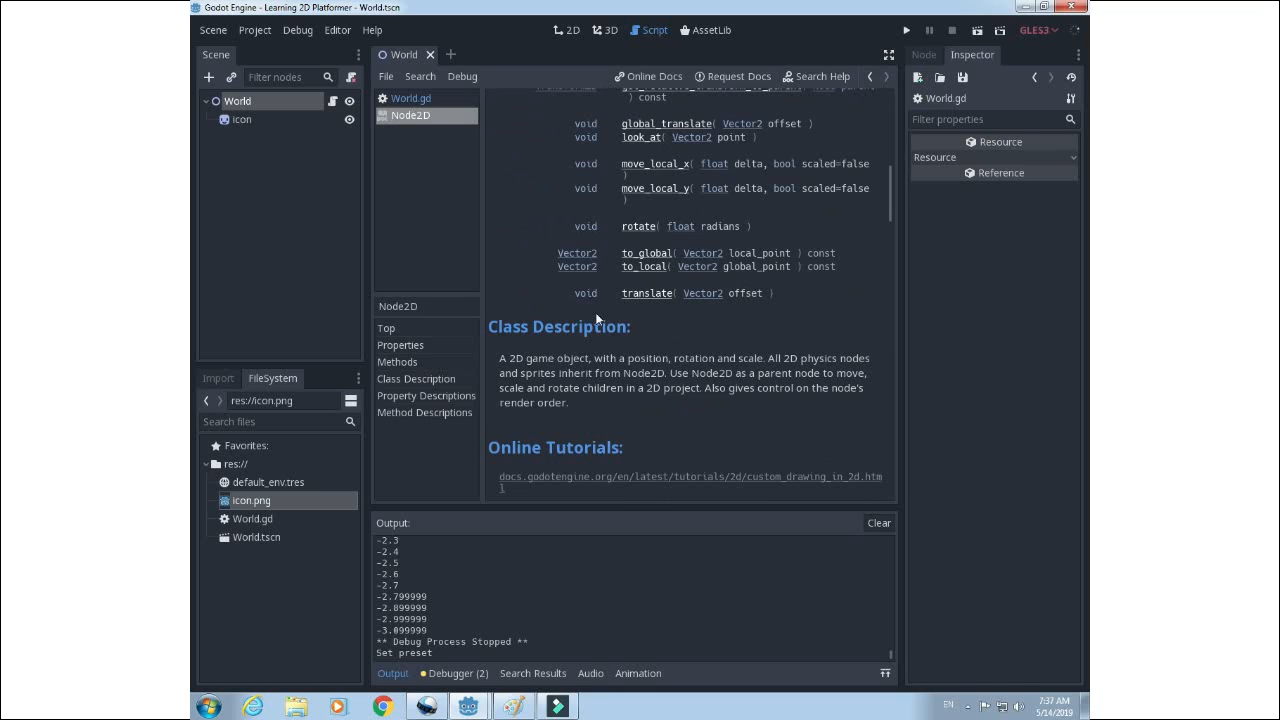 Godot Engine - Learning 2D Platformer - World.tscn
Scene Project Debug Editor Help
2D 3D Script AssetLib
GLES3
Scene
Filter nodes
World
icon
Import FileSystem
res://icon.png
Search files
Favorites:
res://
default_env.tres
icon.png
World.gd
World.tscn
World
File Search Debug
Online Docs Request Docs Search Help
World.gd
Node2D
Node2D
Top
Properties
Methods
Class Description
Property Descriptions
Method Descriptions
) const
void global_translate( Vector2 offset )
void look_at( Vector2 point )
void move_local_x( float delta, bool scaled=false
)
void move_local_y( float delta, bool scaled=false
)
void rotate( float radians )
Vector2 to_global( Vector2 local_point ) const
Vector2 to_local( Vector2 global_point ) const
void translate( Vector2 offset )
Class Description:
A 2D game object, with a position, rotation and scale. All 2D physics nodes
and sprites inherit from Node2D. Use Node2D as a parent node to move,
scale and rotate children in a 2D project. Also gives control on the node's
render order.
Online Tutorials:
docs.godotengine.org/en/latest/tutorials/2d/custom_drawing_in_2d.htm
l
Output:
Clear
-2.3
-2.4
-2.5
-2.6
-2.7
-2.799999
-2.899999
-2.999999
-3.099999
** Debug Process Stopped **
Set preset
Output Debugger (2) Search Results Audio Animation
Node Inspector
World.gd
Filter properties
Resource
Resource
Reference
EN
7:37 AM
5/14/2019